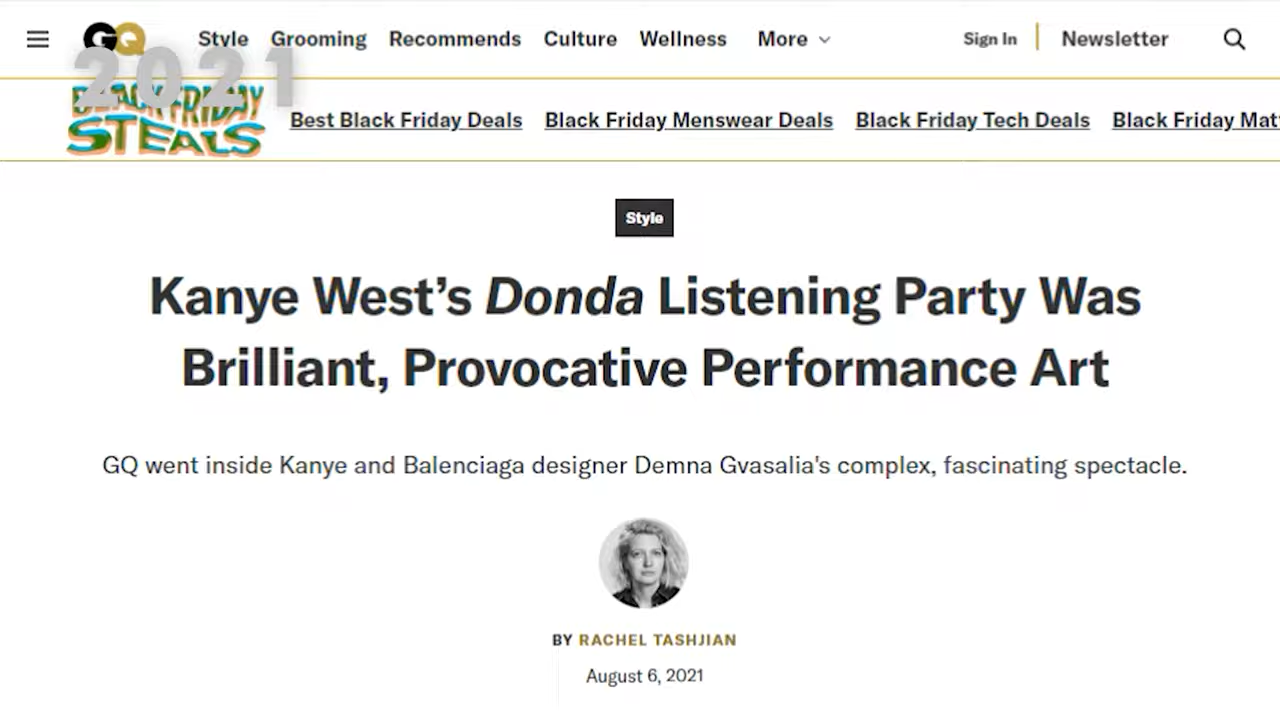 GQ Style Grooming Recommends Culture Wellness More Sign In Newsletter
2021
BLACK FRIDAY
STEALS Best Black Friday Deals Black Friday Menswear Deals Black Friday Tech Deals Black Friday Mat
Style
Kanye West’s Donda Listening Party Was
Brilliant, Provocative Performance Art
GQ went inside Kanye and Balenciaga designer Demna Gvasalia's complex, fascinating spectacle.
BY RACHEL TASHJIAN
August 6, 2021